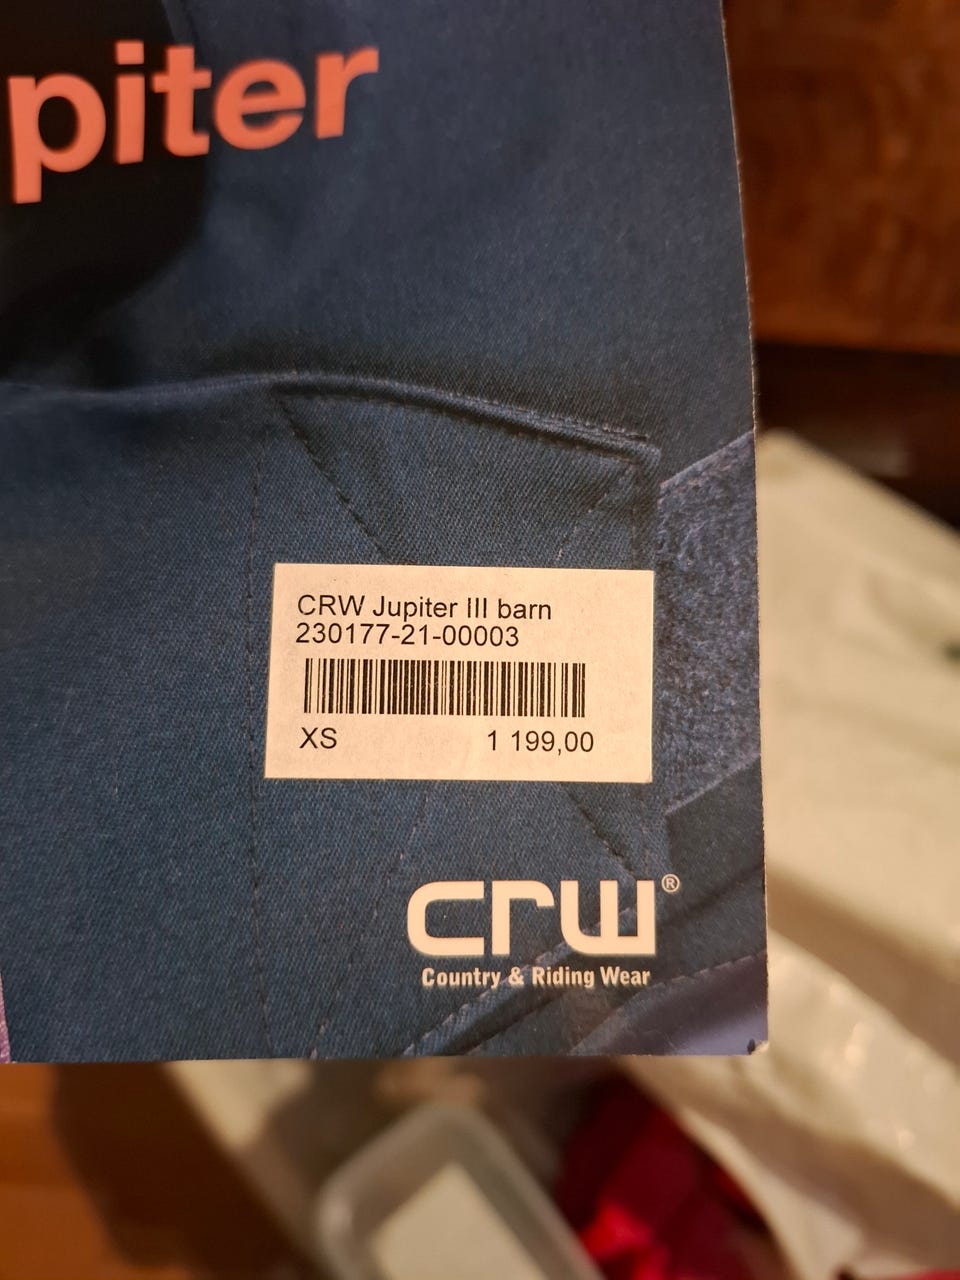 piter
CRW Jupiter III barn
230177-21-00003
XS 1 199,00
crw®
Country & Riding Wear